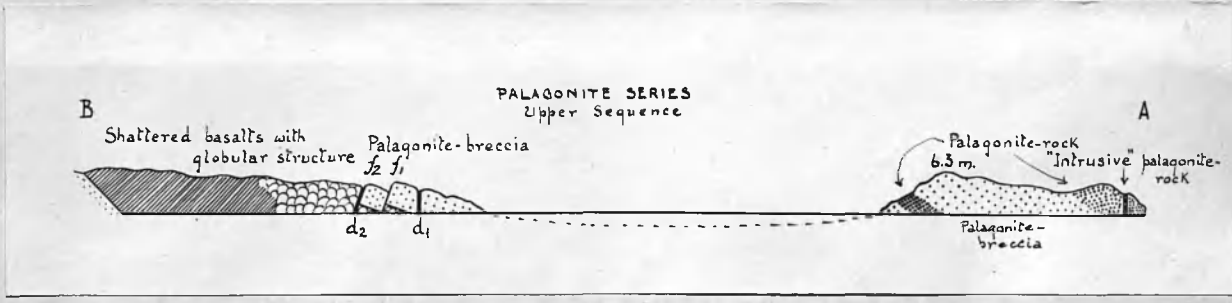 PALAGONITE SERIES
Upper Sequence
B
A
Shattered basalts with
globular structure
Palagonite-breccia
f2 f1
d2
d1
Palagonite-rock
6.3 m.
"Intrusive" palagonite-
rock
Palagonite-
breccia